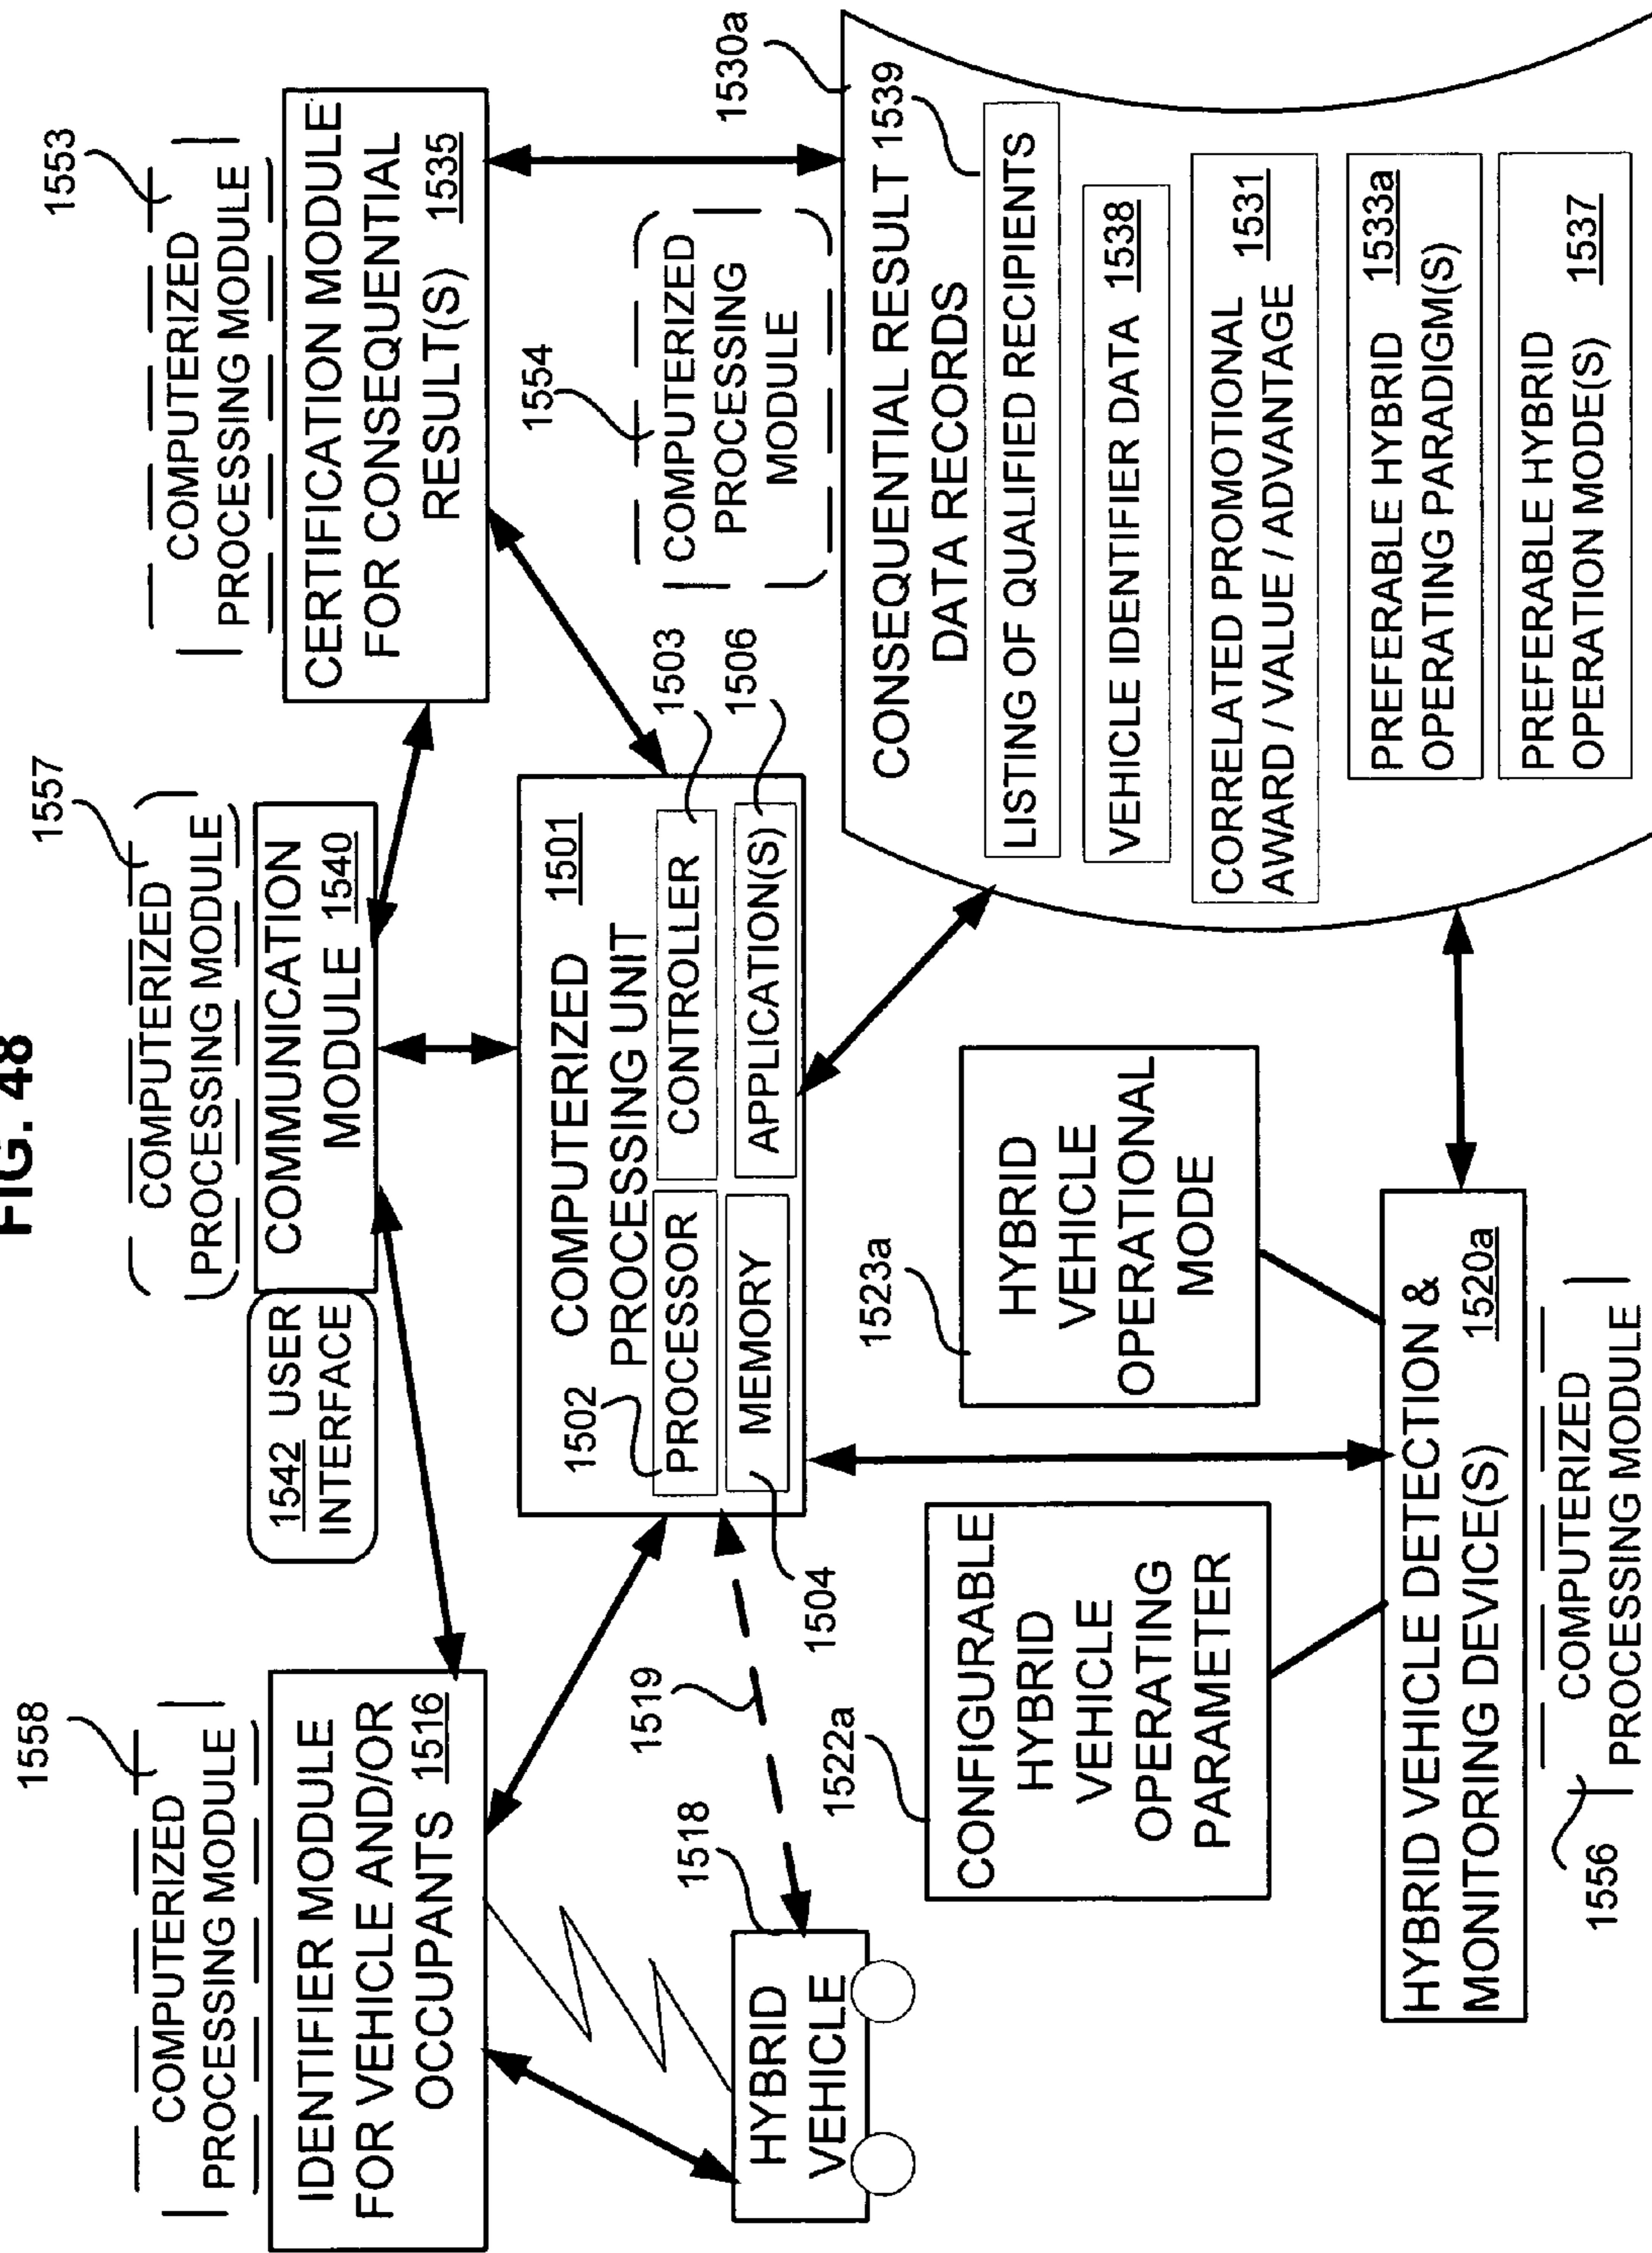 FIG. 48
1558
COMPUTERIZED
PROCESSING MODULE
IDENTIFIER MODULE
FOR VEHICLE AND/OR
OCCUPANTS 1516
1557
COMPUTERIZED
PROCESSING MODULE
1542 USER
INTERFACE
COMMUNICATION
MODULE 1540
1553
COMPUTERIZED
PROCESSING MODULE
CERTIFICATION MODULE
FOR CONSEQUENTIAL
RESULT(S) 1535
COMPUTERIZED 1501
PROCESSING UNIT
1502
PROCESSOR
CONTROLLER
1503
MEMORY
APPLICATION(S)
1506
1504
1519
1518
HYBRID
VEHICLE
1554
COMPUTERIZED
PROCESSING
MODULE
1530a
CONSEQUENTIAL RESULT
DATA RECORDS
1539
LISTING OF QUALIFIED RECIPIENTS
VEHICLE IDENTIFIER DATA 1538
CORRELATED PROMOTIONAL 1531
AWARD / VALUE / ADVANTAGE
PREFERABLE HYBRID 1533a
OPERATING PARADIGM(S)
PREFERABLE HYBRID
OPERATION MODE(S) 1537
1522a
CONFIGURABLE
HYBRID
VEHICLE
OPERATING
PARAMETER
1523a
HYBRID
VEHICLE
OPERATIONAL
MODE
HYBRID VEHICLE DETECTION &
MONITORING DEVICE(S) 1520a
1556
COMPUTERIZED
PROCESSING MODULE